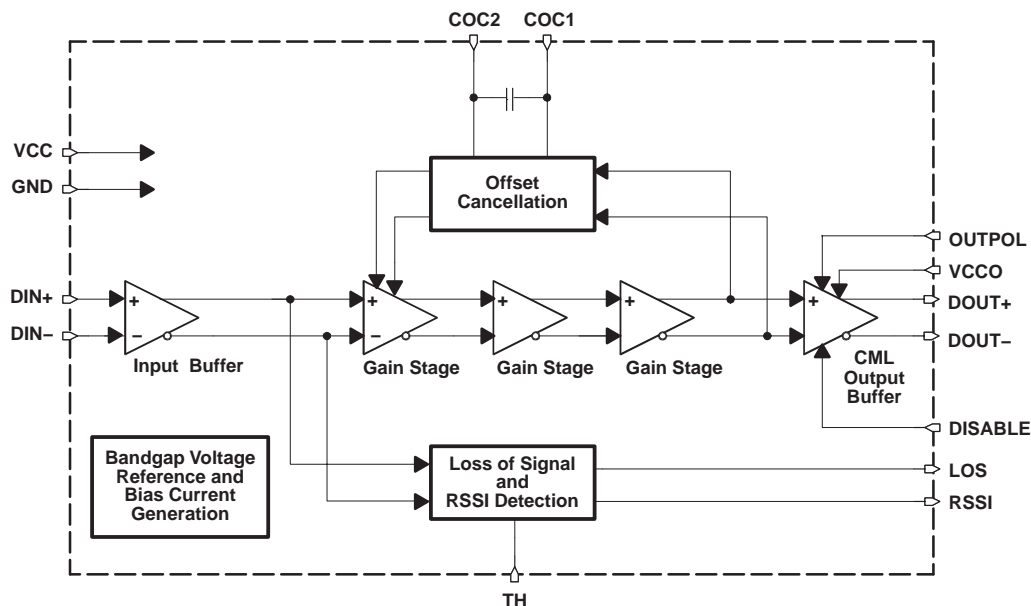 COC2 COC1
VCC
GND
Offset
Cancellation
OUTPOL
VCCO
DIN+
DIN−
+
−
+
−
+
+
+
DOUT+
DOUT−
Input Buffer
Gain Stage
Gain Stage
Gain Stage
CML
Output
Buffer
DISABLE
Bandgap Voltage
Reference and
Bias Current
Generation
Loss of Signal
and
RSSI Detection
LOS
RSSI
TH